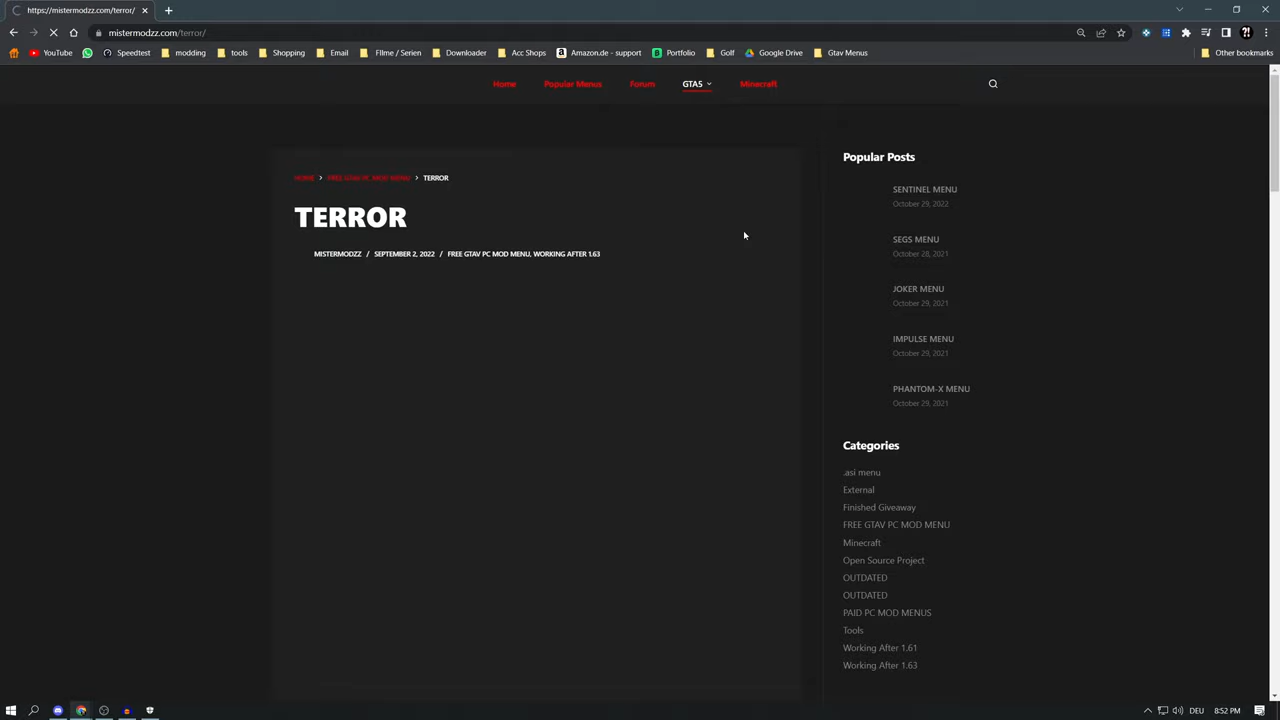 https://mistermodzz.com/terror/
mistermodzz.com/terror/
YouTube
Speedtest
modding
tools
Shopping
Email
FIlme / Serien
Downloader
Acc Shops
Amazon.de - support
Portfolio
Golf
Google Drive
Gtav Menus
Other bookmarks
Home
Popular Menus
Forum
GTA5
Minecraft
HOME > FREE GTAV PC MOD MENU > TERROR
TERROR
MISTERMODZZ / SEPTEMBER 2, 2022 / FREE GTAV PC MOD MENU, WORKING AFTER 1.63
Popular Posts
SENTINEL MENU
October 29, 2022
SEGS MENU
October 28, 2021
JOKER MENU
October 29, 2021
IMPULSE MENU
October 29, 2021
PHANTOM-X MENU
October 29, 2021
Categories
.asi menu
External
Finished Giveaway
FREE GTAV PC MOD MENU
Minecraft
Open Source Project
OUTDATED
OUTDATED
PAID PC MOD MENUS
Tools
Working After 1.61
Working After 1.63
DEU
8:52 PM